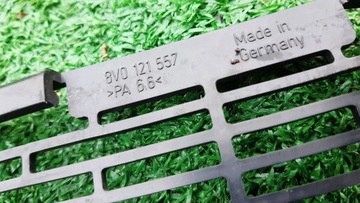 8V0 121 557
>PA 6.6<
Made in
Germany